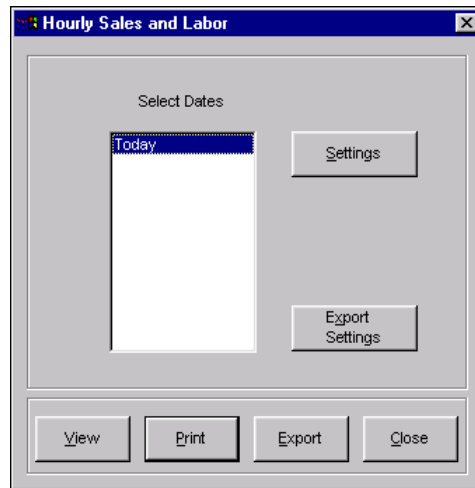 Hourly Sales and Labor
Select Dates
Today
Settings
Export
Settings
View
Print
Export
Close